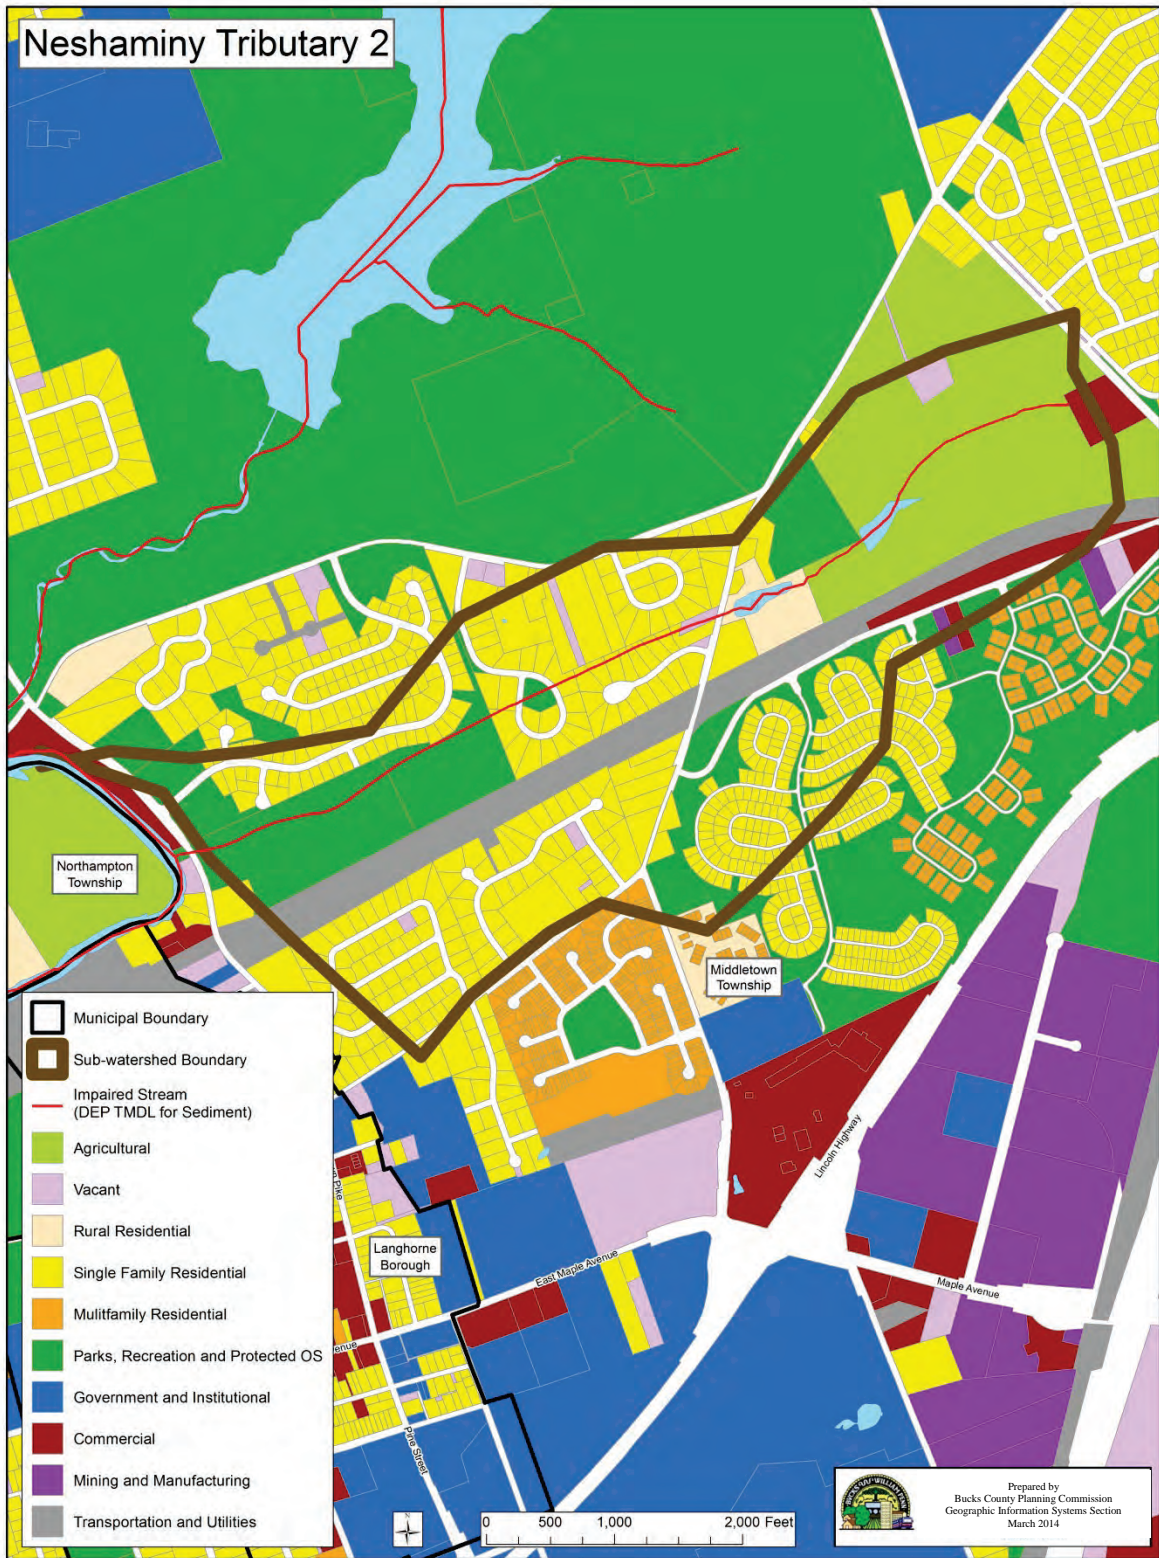 Neshaminy Tributary 2
Northampton
Township
Middletown
Township
Lincoln Highway
Municipal Boundary
Sub-watershed Boundary
Impaired Stream
(DEP TMDL for Sediment)
Agricultural
Vacant
Rural Residential
Single Family Residential
Mulitfamily Residential
Parks, Recreation and Protected OS
Government and Institutional
Commercial
Mining and Manufacturing
Transportation and Utilities
Pike
Langhorne
Borough
East Maple Avenue
Maple Avenue
enue
Pine Street
N
0 500 1,000 2,000 Feet
Prepared by
Bucks County Planning Commission
Geographic Information Systems Section
March 2014